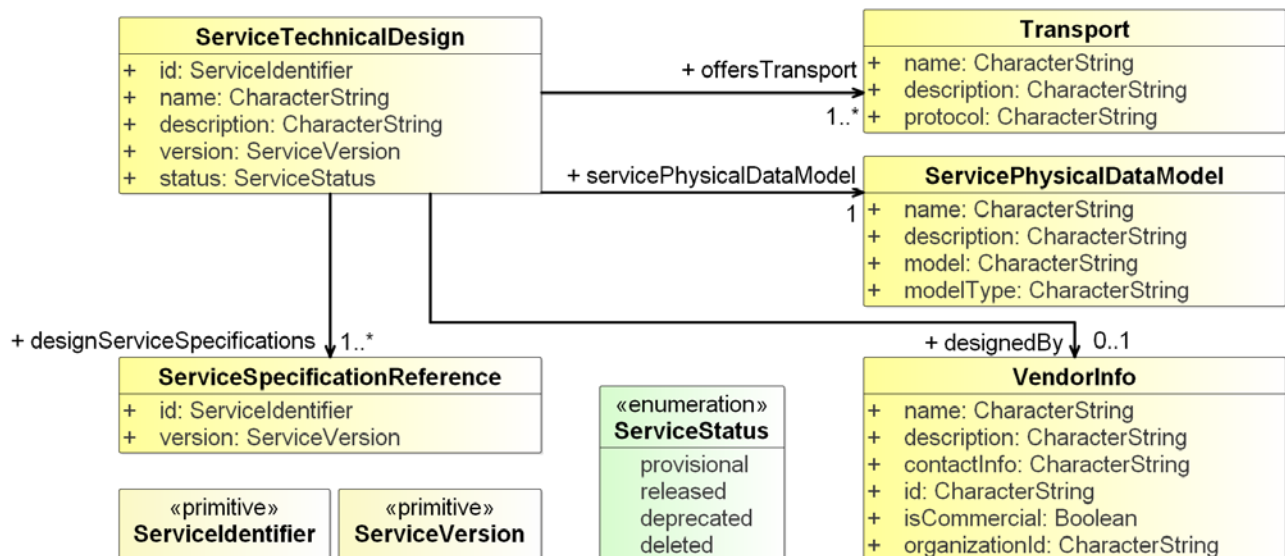 ServiceTechnicalDesign
+ id: ServiceIdentifier
+ name: CharacterString
+ description: CharacterString
+ version: ServiceVersion
+ status: ServiceStatus
+ offersTransport
1..*
Transport
+ name: CharacterString
+ description: CharacterString
+ protocol: CharacterString
+ servicePhysicalDataModel
1
ServicePhysicalDataModel
+ name: CharacterString
+ description: CharacterString
+ model: CharacterString
+ modelType: CharacterString
+ designServiceSpecifications
1..*
ServiceSpecificationReference
+ id: ServiceIdentifier
+ version: ServiceVersion
+ designedBy
0..1
VendorInfo
+ name: CharacterString
+ description: CharacterString
+ contactInfo: CharacterString
+ id: CharacterString
+ isCommercial: Boolean
+ organizationId: CharacterString
«enumeration»
ServiceStatus
provisional
released
deprecated
deleted
«primitive»
ServiceIdentifier
«primitive»
ServiceVersion